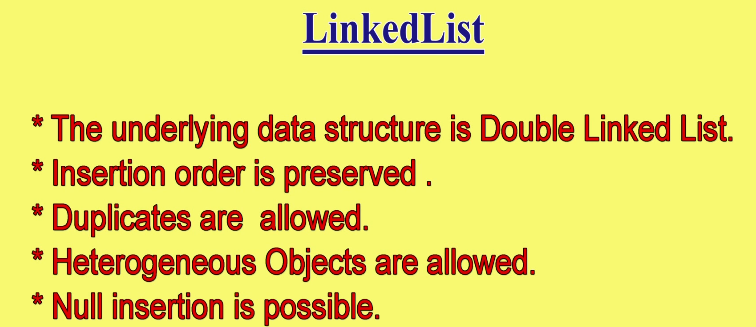 LinkedList
* The underlying data structure is Double Linked List.
* Insertion order is preserved .
* Duplicates are  allowed.
* Heterogeneous Objects are allowed.
* Null insertion is possible.